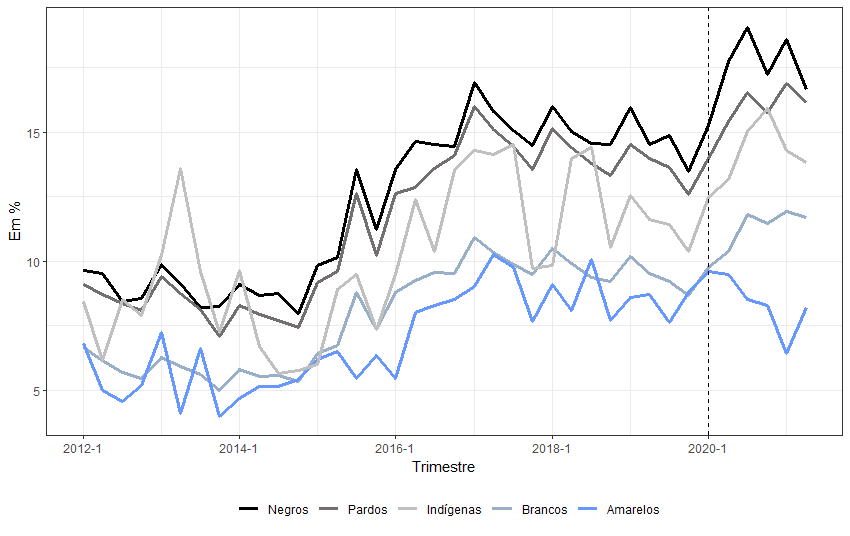 Em %
15
10
5
2012-1 2014-1 2016-1 2018-1 2020-1
Trimestre
Negros Pardos Indígenas Brancos Amarelos